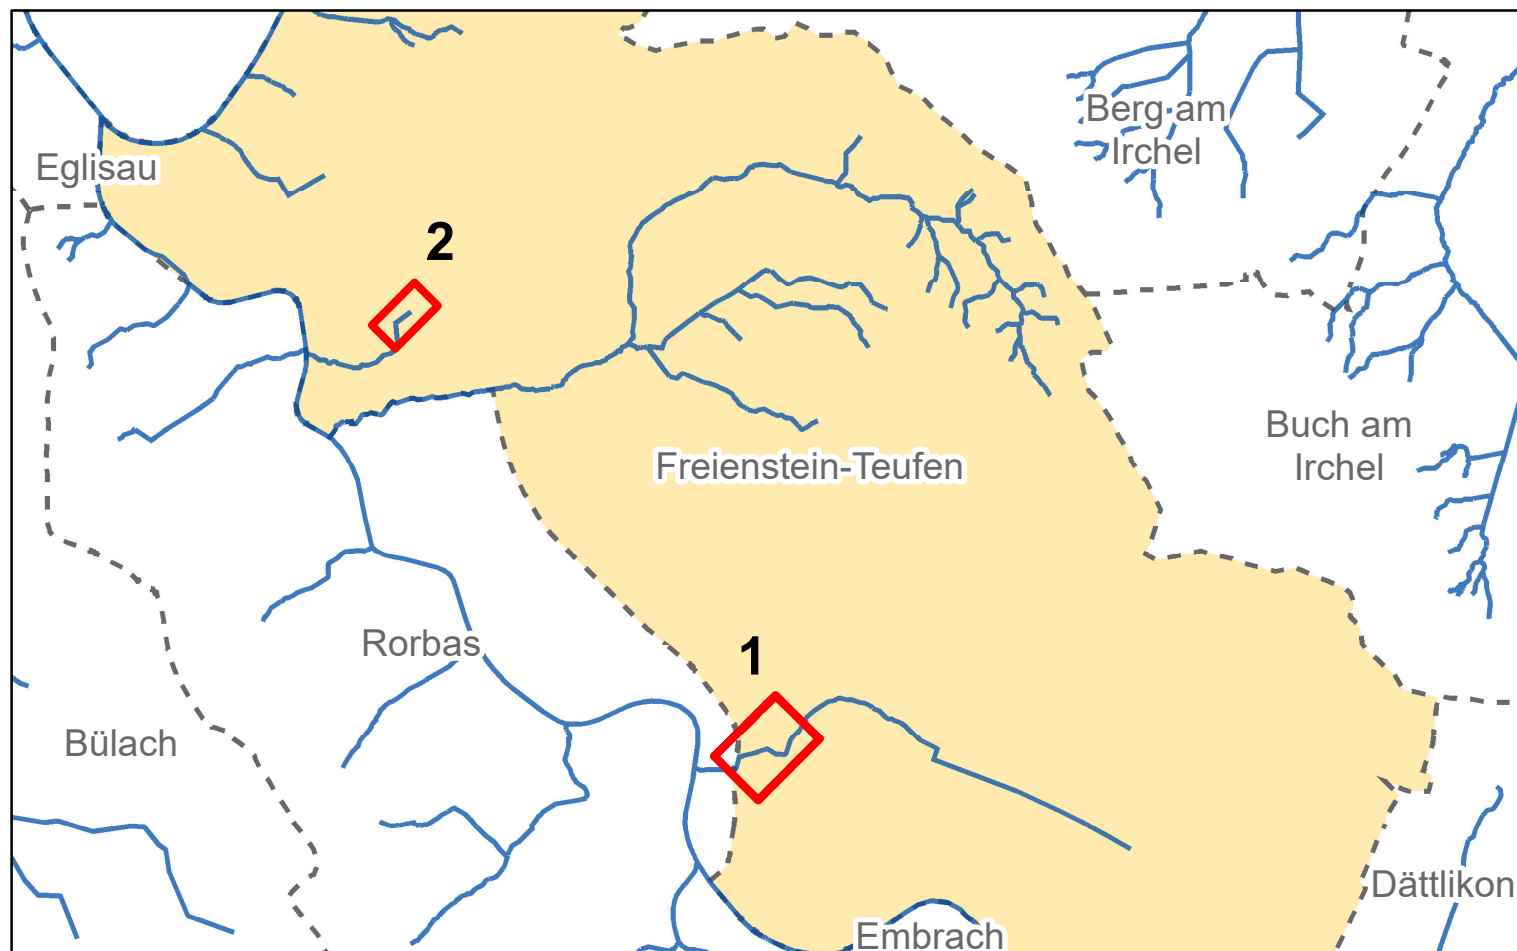 Berg am
Irchel
Eglisau
2
Buch am
Irchel
Freienstein-Teufen
Rorbas
1
Bülach
Dättlikon
Embrach